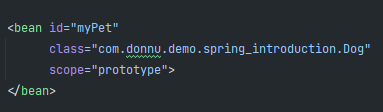 <bean id="myPet"
class="com.donnu.demo.spring_introduction.Dog"
scope="prototype">
</bean>